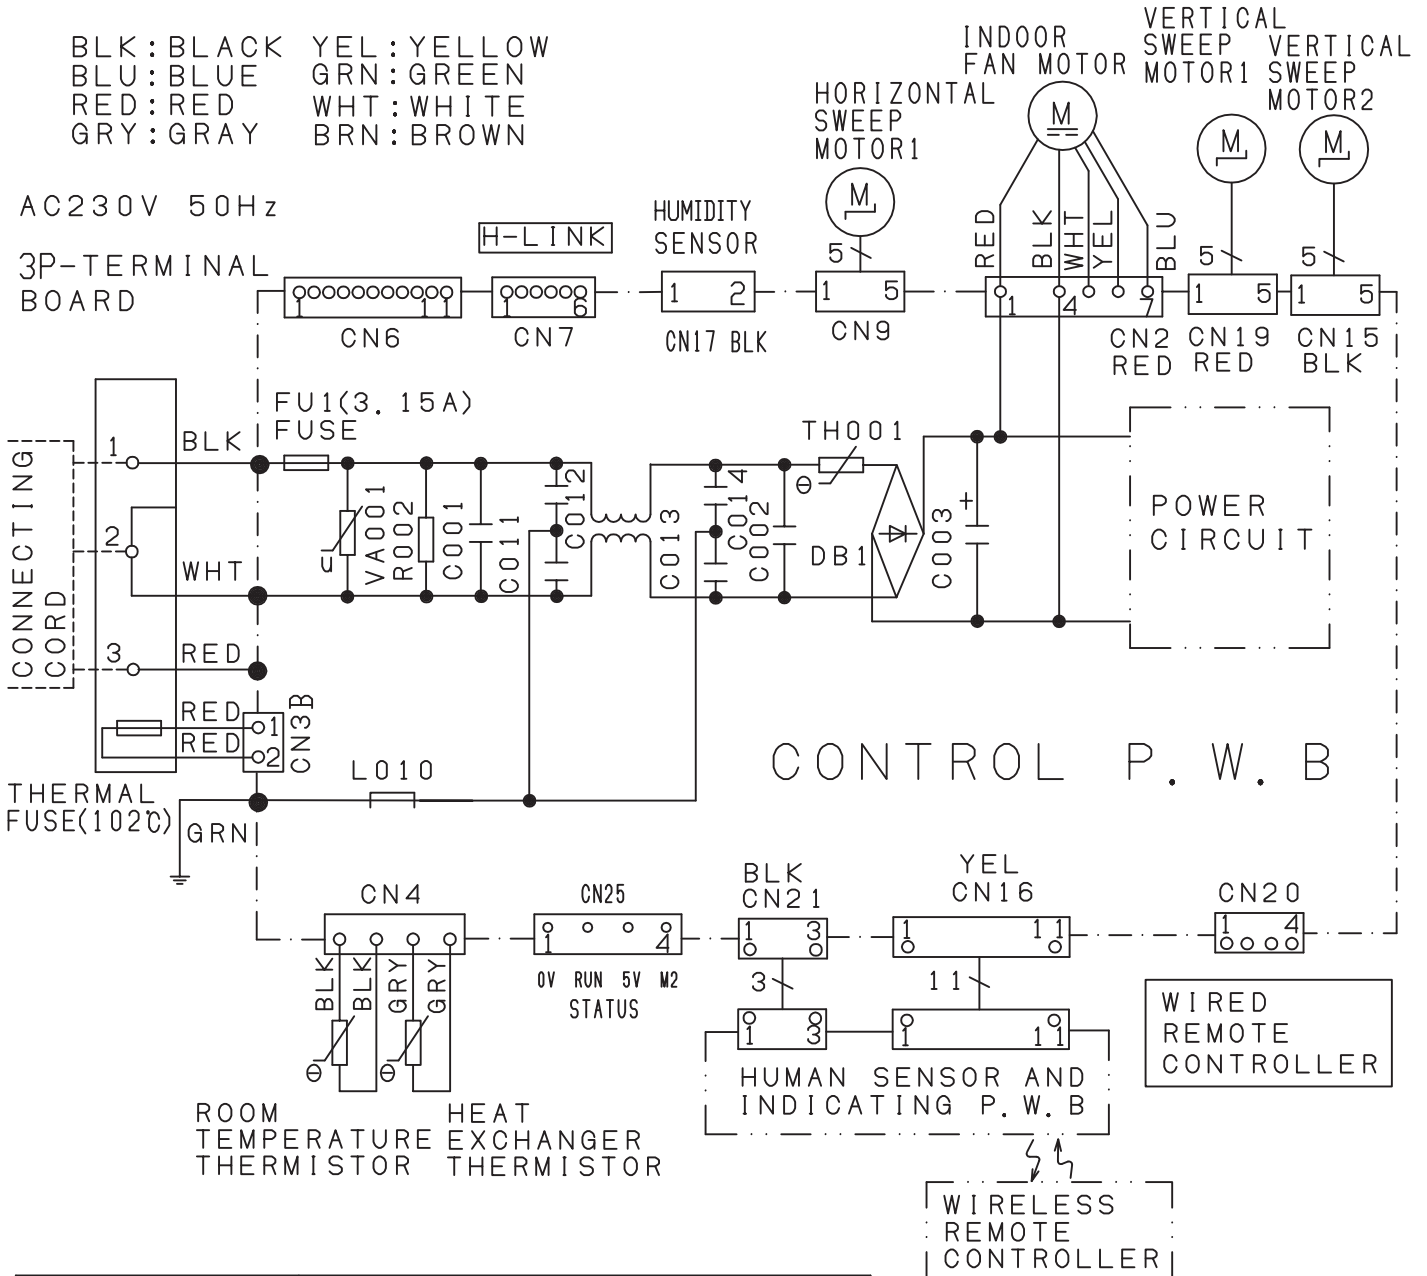 BLK:BLACK YEL:YELLOW
BLU:BLUE GRN:GREEN
RED:RED WHT:WHITE
GRY:GRAY BRN:BROWN
AC230V 50Hz
3P-TERMINAL
BOARD
H-LINK
HUMIDITY
SENSOR
HORIZONTAL
SWEEP
MOTOR1
INDOOR
FAN MOTOR
VERTICAL
SWEEP
MOTOR1
VERTICAL
SWEEP
MOTOR2
M
M
M
M
5
RED
BLK
WHT
YEL
BLU
5
5
1 11
CN6
1 6
CN7
1 2
CN17 BLK
1 5
CN9
1 4 7
CN2
RED
1 5
CN19
RED
1 5
CN15
BLK
CONNECTING
CORD
1
BLK
2
WHT
3
RED
RED
RED
1
2
CN3B
THERMAL
FUSE(102℃)
GRN
FU1(3.15A)
FUSE
U
VA001
R002
C001
C011
C012
C013
C014
C002
TH001
θ
DB1
C003
+
POWER
CIRCUIT
L010
CONTROL P.W.B
CN4
BLK
BLK
GRY
GRY
θ
θ
ROOM
TEMPERATURE
THERMISTOR
HEAT
EXCHANGER
THERMISTOR
CN25
1 4
0V RUN 5V M2
STATUS
BLK
CN21
1 3
3
1 3
YEL
CN16
1 11
11
1 11
HUMAN SENSOR AND
INDICATING P.W.B
CN20
1 4
WIRED
REMOTE
CONTROLLER
WIRELESS
REMOTE
CONTROLLER